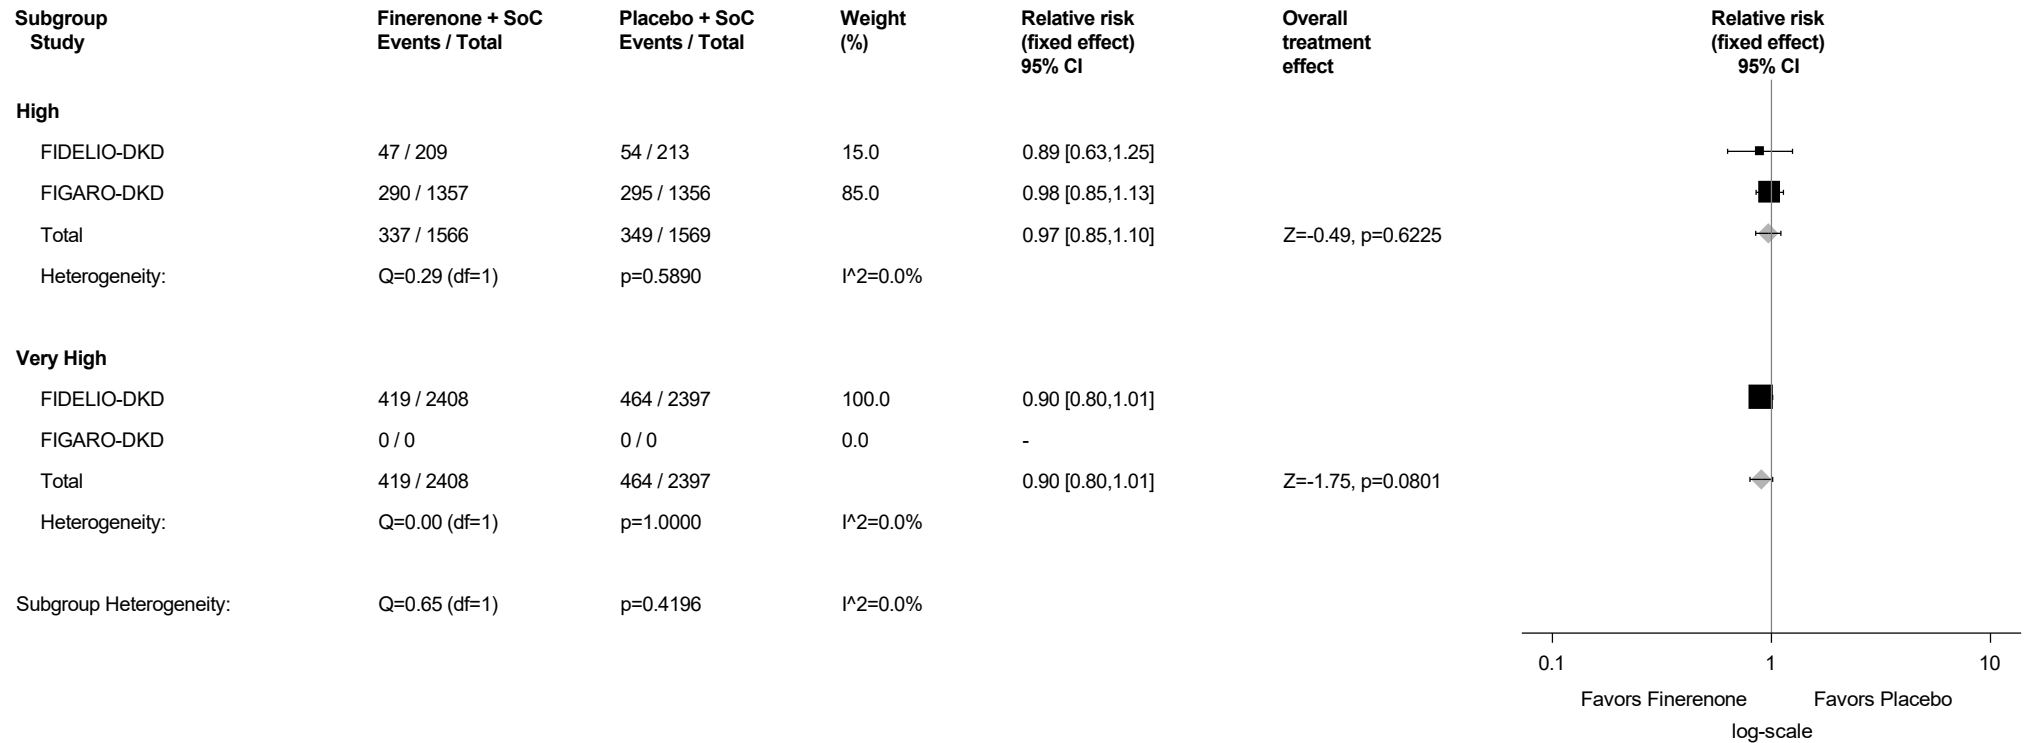 Subgroup Finerenone + SoC Placebo + SoC Weight Relative risk Overall Relative risk
Study Events / Total Events / Total (%) (fixed effect) treatment (fixed effect)
95% CI effect 95% CI
High
FIDELIO-DKD 47 / 209 54 / 213 15.0 0.89 [0.63,1.25]
FIGARO-DKD 290 / 1357 295 / 1356 85.0 0.98 [0.85,1.13]
Total 337 / 1566 349 / 1569 0.97 [0.85,1.10] Z=-0.49, p=0.6225
Heterogeneity: Q=0.29 (df=1) p=0.5890 I^2=0.0%
Very High
FIDELIO-DKD 419 / 2408 464 / 2397 100.0 0.90 [0.80,1.01]
FIGARO-DKD 0 / 0 0 / 0 0.0 -
Total 419 / 2408 464 / 2397 0.90 [0.80,1.01] Z=-1.75, p=0.0801
Heterogeneity: Q=0.00 (df=1) p=1.0000 I^2=0.0%
Subgroup Heterogeneity: Q=0.65 (df=1) p=0.4196 I^2=0.0%
0.1 1 10
Favors Finerenone Favors Placebo
log-scale